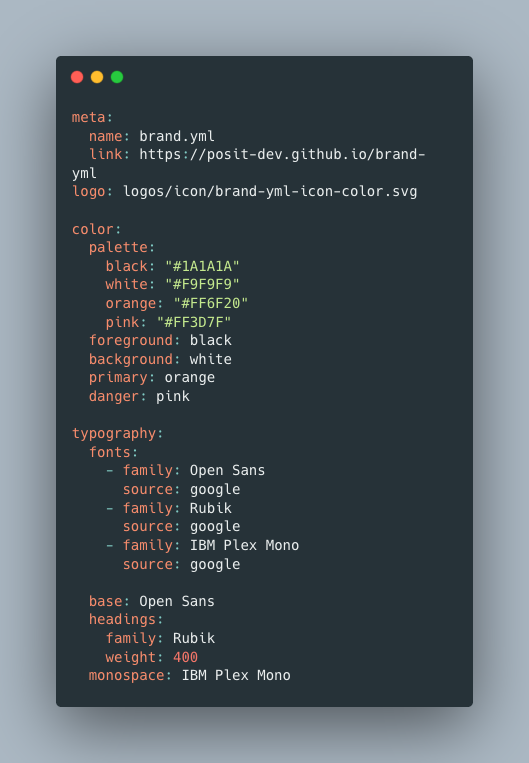 meta:
  name: brand.yml
  link: https://posit-dev.github.io/brand-
yml
logo: logos/icon/brand-yml-icon-color.svg

color:
  palette:
    black: "#1A1A1A"
    white: "#F9F9F9"
    orange: "#FF6F20"
    pink: "#FF3D7F"
  foreground: black
  background: white
  primary: orange
  danger: pink

typography:
  fonts:
    - family: Open Sans
      source: google
    - family: Rubik
      source: google
    - family: IBM Plex Mono
      source: google

  base: Open Sans
  headings:
    family: Rubik
    weight: 400
  monospace: IBM Plex Mono